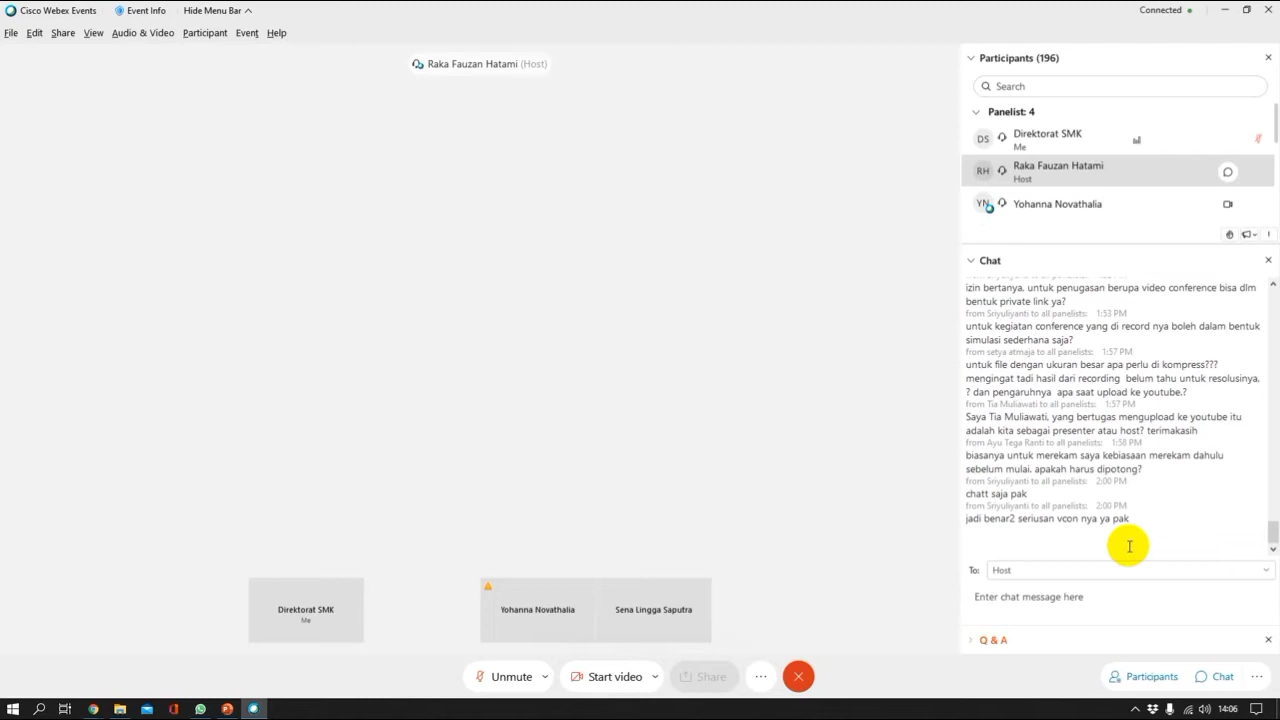 Cisco Webex Events Event Info Hide Menu Bar Connected
File Edit Share View Audio & Video Participant Event Help
Raka Fauzan Hatami (Host)
Participants (196)
Search
Panelist: 4
DS Direktorat SMK
Me
RH Raka Fauzan Hatami
Host
YN Yohanna Novathalia
Chat
izin bertanya, untuk penugasan berupa video conference bisa dlm
bentuk private link ya?
from Sriyuliyanti to all panelists: 1:53 PM
untuk kegiatan conference yang di record nya boleh dalam bentuk
simulasi sederhana saja?
from setya atmaja to all panelists: 1:57 PM
untuk file dengan ukuran besar apa perlu di kompress???
mengingat tadi hasil dari recording belum tahu untuk resolusinya,
? dan pengaruhnya apa saat upload ke youtube.?
from Tia Muliawati to all panelists: 1:57 PM
Saya Tia Muliawati, yang bertugas mengupload ke youtube itu
adalah kita sebagai presenter atau host? terimakasih
from Ayu Tega Ranti to all panelists: 1:58 PM
biasanya untuk merekam saya kebiasaan merekam dahulu
sebelum mulai. apakah harus dipotong?
from Sriyuliyanti to all panelists: 2:00 PM
chatt saja pak
from Sriyuliyanti to all panelists: 2:00 PM
jadi benar2 seriusan vcon nya ya pak
To: Host
Enter chat message here
Q & A
Direktorat SMK
Me
Yohanna Novathalia
Sena Lingga Saputra
Unmute Start video Share
Participants Chat
14:06